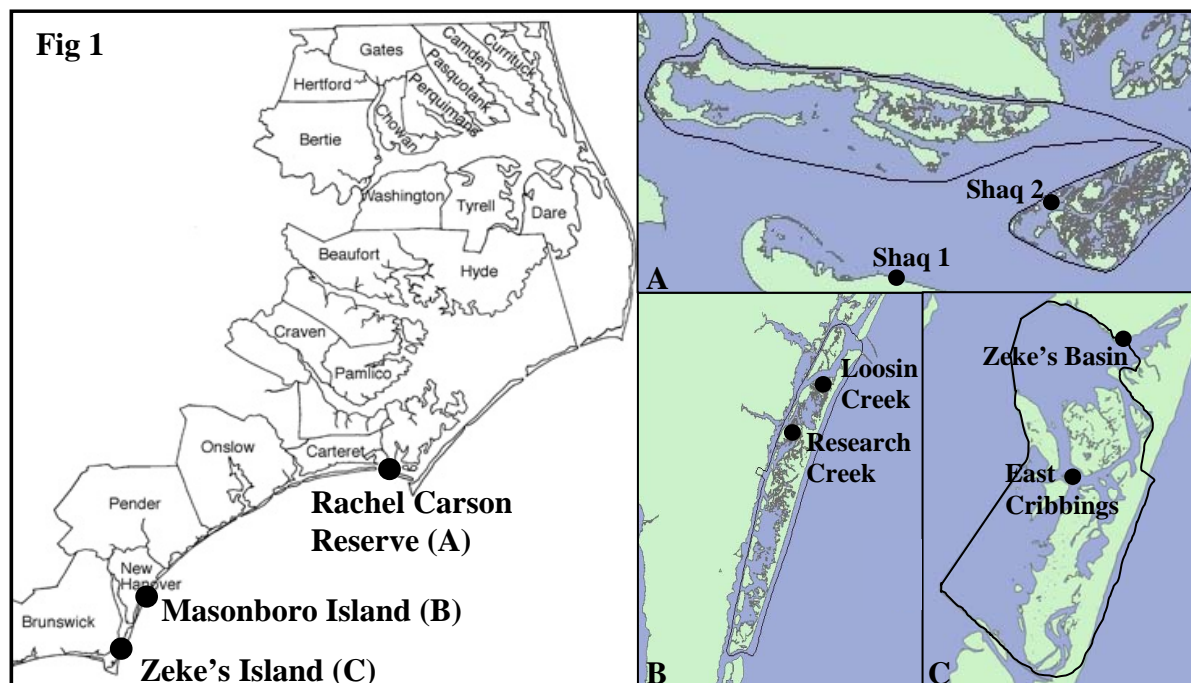 Fig 1
Gates
Camden
Currituck
Pasquotank
Perquimans
Hertford
Chowan
Bertie
Washington
Tyrell
Dare
Beaufort
Hyde
Craven
Pamlico
Onslow
Carteret
Pender
Rachel Carson
Reserve (A)
New
Hanover
Brunswick
Masonboro Island (B)
Zeke's Island (C)
Shaq 2
Shaq 1
A
Loosin
Creek
Research
Creek
B
Zeke's
Basin
East
Cribbings
C